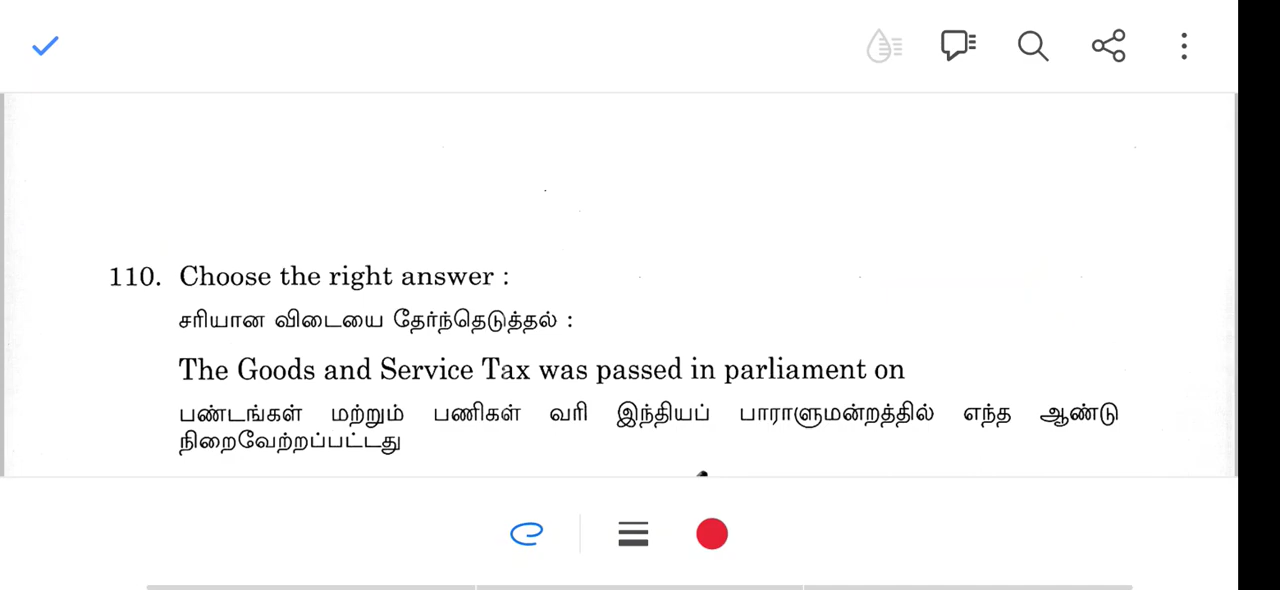 110. Choose the right answer :
சரியான விடையை தேர்ந்தெடுத்தல் :
The Goods and Service Tax was passed in parliament on
பண்டங்கள் மற்றும் பணிகள் வரி இந்தியப் பாராளுமன்றத்தில் எந்த ஆண்டு
நிறைவேற்றப்பட்டது